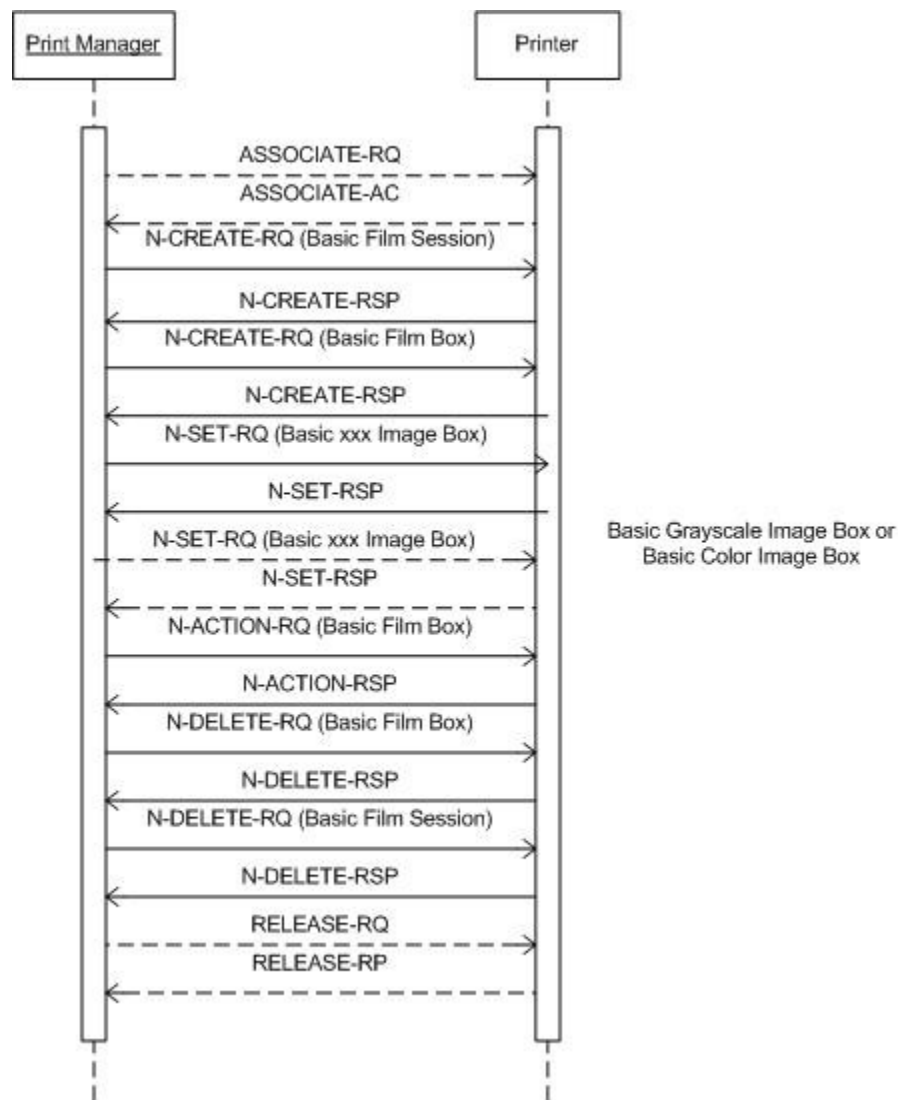 Print Manager
Printer
ASSOCIATE-RQ
ASSOCIATE-AC
N-CREATE-RQ (Basic Film Session)
N-CREATE-RSP
N-CREATE-RQ (Basic Film Box)
N-CREATE-RSP
N-SET-RQ (Basic xxx Image Box)
N-SET-RSP
N-SET-RQ (Basic xxx Image Box)
Basic Grayscale Image Box or
Basic Color Image Box
N-SET-RSP
N-ACTION-RQ (Basic Film Box)
N-ACTION-RSP
N-DELETE-RQ (Basic Film Box)
N-DELETE-RSP
N-DELETE-RQ (Basic Film Session)
N-DELETE-RSP
RELEASE-RQ
RELEASE-RP